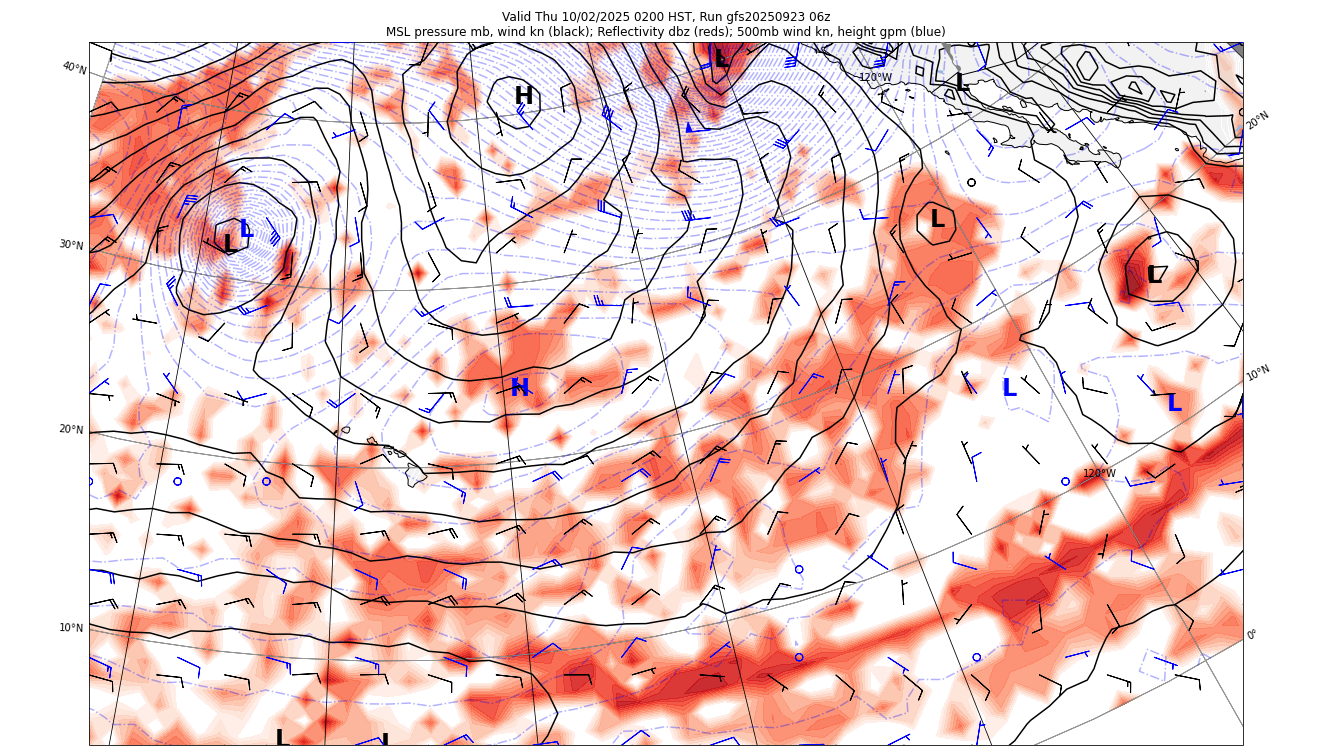 Valid Thu 10/02/2025 0200 HST, Run gfs20250923 06z
MSL pressure mb, wind kn (black); Reflectivity dbz (reds); 500mb wind kn, height gpm (blue)
L
40°N
120°W
L
H
20°N
L
L
L
30°N
L
10°N
H
L
L
20°N
120°W
10°N
0°
L
L